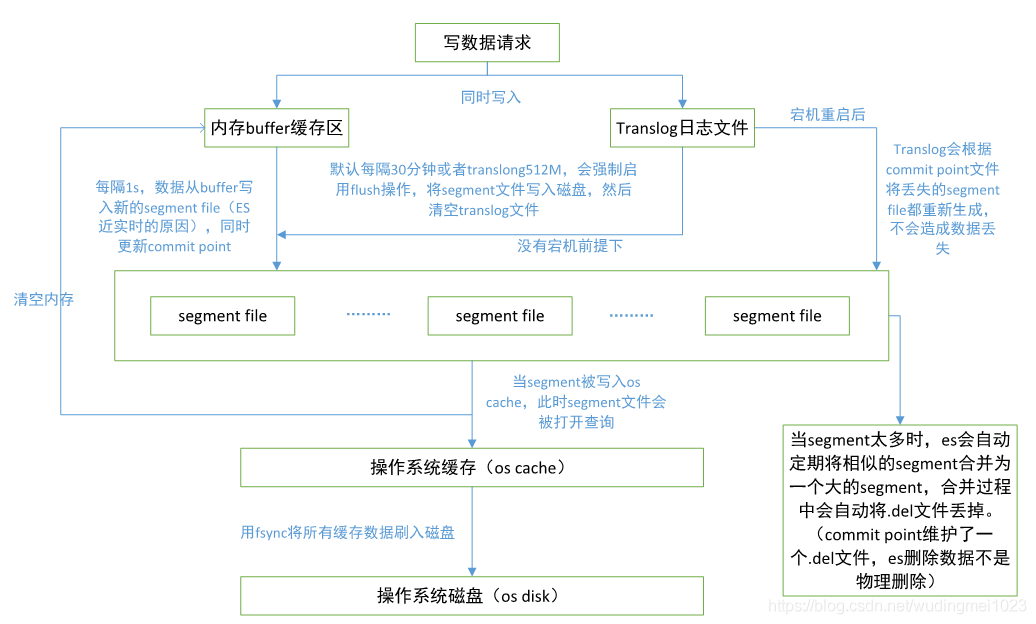 写数据请求
同时写入
内存buffer缓存区
Translog日志文件
宕机重启后
默认每隔30分钟或者translong512M，会强制启
用flush操作，将segment文件写入磁盘，然后
清空translog文件
Translog会根据
commit point文件
将丢失的segment
file都重新生成，
不会造成数据丢
失
每隔1s，数据从buffer写
入新的segment file（ES
近实时的原因），同时
更新commit point
没有宕机前提下
清空内存
segment file
………
segment file
………
segment file
当segment被写入os
cache，此时segment文件会
被打开查询
操作系统缓存（os cache）
用fsync将所有缓存数据刷入磁盘
操作系统磁盘（os disk）
当segment太多时，es会自动
定期将相似的segment合并为
一个大的segment，合并过程
中会自动将.del文件丢掉。
（commit point维护了一
个.del文件，es删除数据不是
物理删除）
https://blog.csdn.net/wudingmei1023